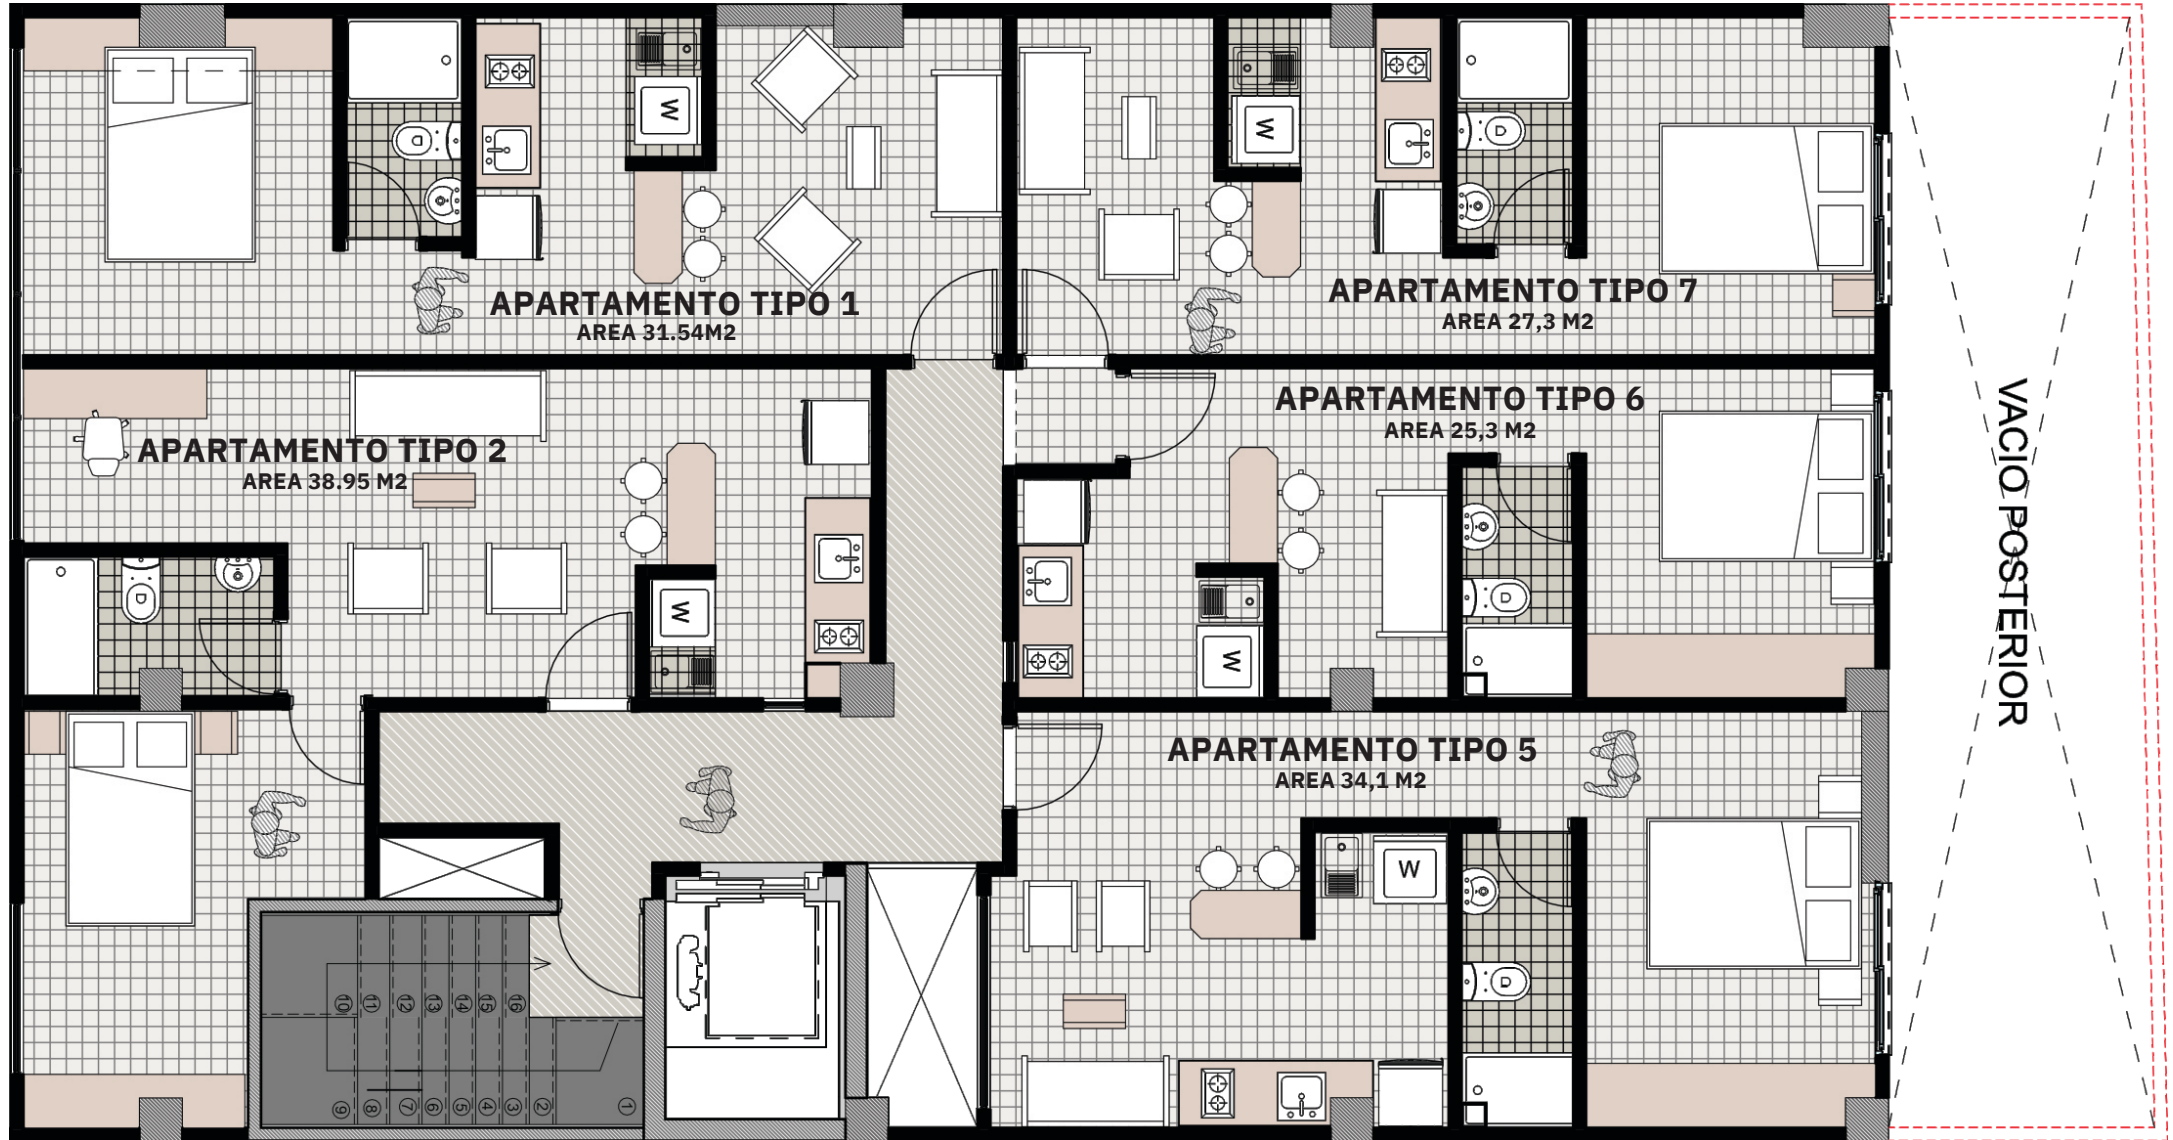 W
W
D
D
APARTAMENTO TIPO 1
AREA 31.54M2
APARTAMENTO TIPO 7
AREA 27,3 M2
APARTAMENTO TIPO 2
AREA 38.95 M2
APARTAMENTO TIPO 6
AREA 25,3 M2
VACIO POSTERIOR
D
W
D
W
APARTAMENTO TIPO 5
AREA 34,1 M2
W
D
10 11 12 13 14 15 16
9 8 7 6 5 4 3 2 1